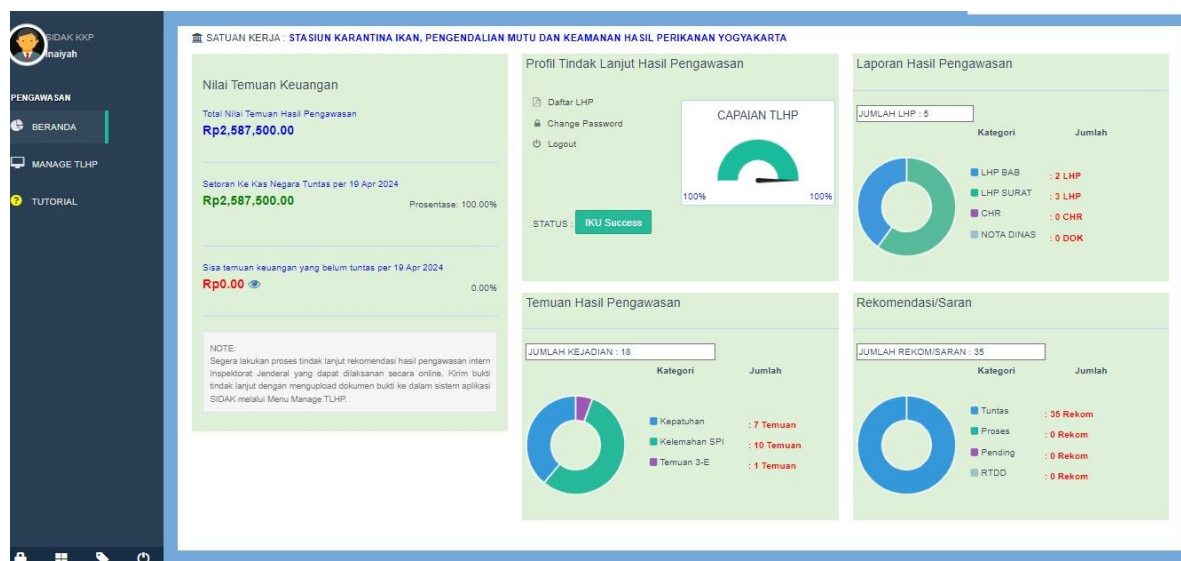 SIDAK KKP
Inaiyah
PENGAWASAN
BERANDA
MANAGE TLHP
? TUTORIAL
SATUAN KERJA : STASIUN KARANTINA IKAN, PENGENDALIAN MUTU DAN KEAMANAN HASIL PERIKANAN YOGYAKARTA
Nilai Temuan Keuangan
Total Nilai Temuan Hasil Pengawasan
Rp2,587,500.00
Setoran Ke Kas Negara Tuntas per 19 Apr 2024
Rp2,587,500.00
Prosentase: 100.00%
Sisa temuan keuangan yang belum tuntas per 19 Apr 2024
Rp0.00
0.00%
NOTE:
Segera lakukan proses tindak lanjut rekomendasi hasil pengawasan intern
Inspektorat Jenderal yang dapat dilaksanakan secara online. Kirim bukti
tindak lanjut dengan mengupload dokumen bukti ke dalam sistem aplikasi
SIDAK melalui Menu Manage TLHP.
Profil Tindak Lanjut Hasil Pengawasan
Daftar LHP
Change Password
Logout
CAPAIAN TLHP
100% 100%
STATUS : IKU Success
Laporan Hasil Pengawasan
JUMLAH LHP : 5
Kategori Jumlah
LHP BAB : 2 LHP
LHP SURAT : 3 LHP
CHR : 0 CHR
NOTA DINAS : 0 DOK
Temuan Hasil Pengawasan
JUMLAH KEJADIAN : 18
Kategori Jumlah
Kepatuhan : 7 Temuan
Kelemahan SPI : 10 Temuan
Temuan 3-E : 1 Temuan
Rekomendasi/Saran
JUMLAH REKOM/SARAN : 35
Kategori Jumlah
Tuntas : 35 Rekom
Proses : 0 Rekom
Pending : 0 Rekom
RTDD : 0 Rekom